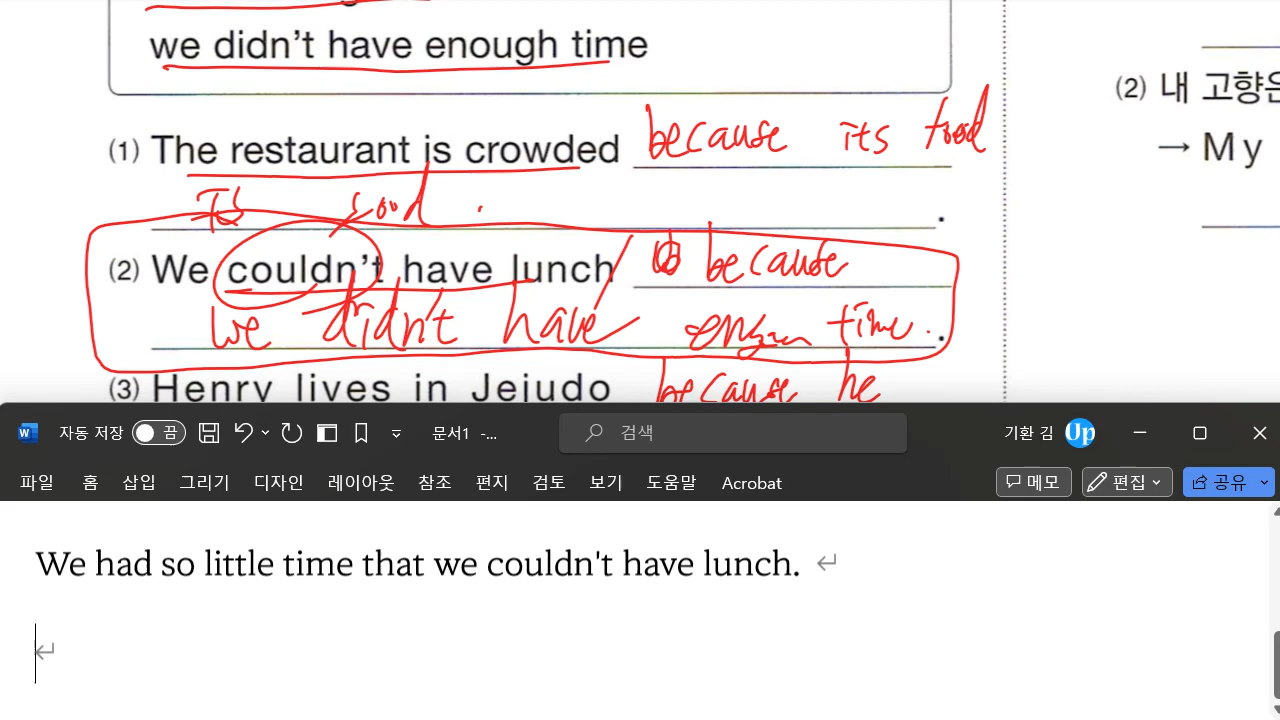 we didn't have enough time
(1) The restaurant is crowded because its food
is good .
(2) We couldn't have lunch because
we didn't have time.
(3) Henry lives in Jejudo because he
(2) 내 고향은
→ My
자동 저장 끔 문서1 -... 검색 기환 김 Up
파일 홈 삽입 그리기 디자인 레이아웃 참조 편지 검토 보기 도움말 Acrobat 메모 편집 공유
We had so little time that we couldn't have lunch.